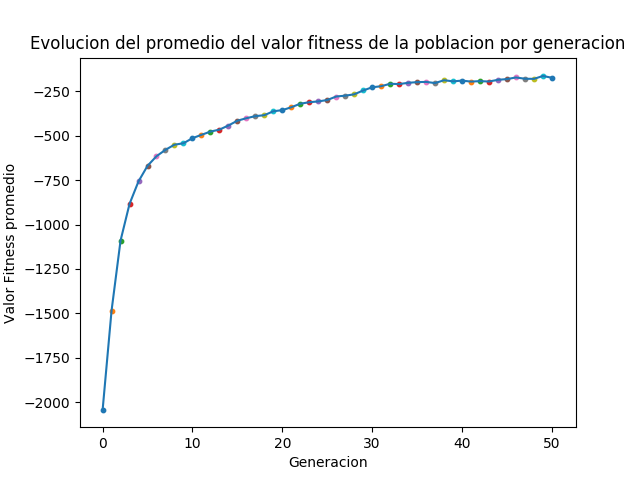 Evolucion del promedio del valor fitness de la poblacion por generacion
Valor Fitness promedio
−250
−500
−750
−1000
−1250
−1500
−1750
−2000
0 10 20 30 40 50
Generacion